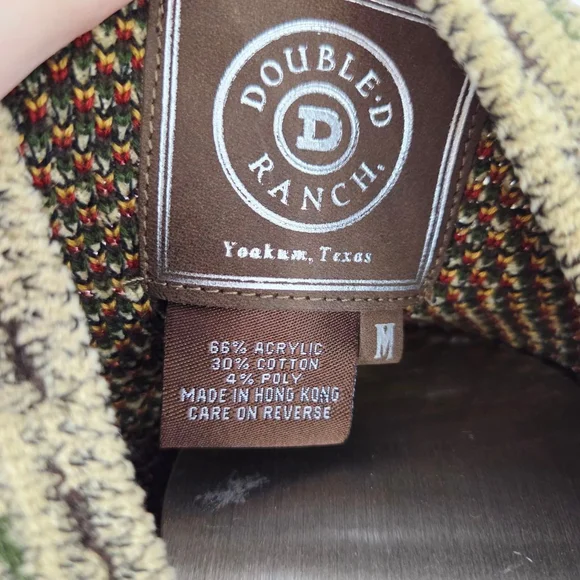 DOUBLE·D
D
RANCH.
Yoakum, Texas
M
66% ACRYLIC
30% COTTON
4% POLY
MADE IN HONG KONG
CARE ON REVERSE